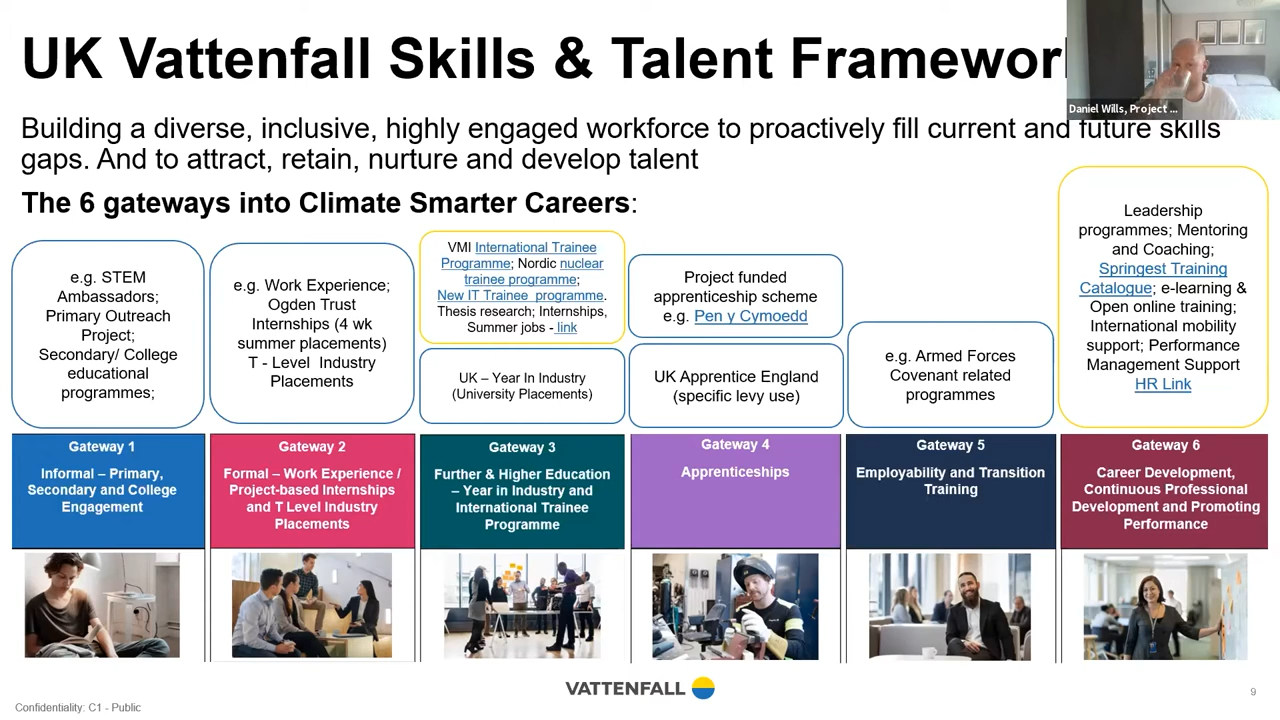 UK Vattenfall Skills & Talent Framewor
Daniel Wills, Project ...
Building a diverse, inclusive, highly engaged workforce to proactively fill current and future skills
gaps. And to attract, retain, nurture and develop talent
The 6 gateways into Climate Smarter Careers:
e.g. STEM
Ambassadors;
Primary Outreach
Project;
Secondary/ College
educational
programmes;
e.g. Work Experience;
Ogden Trust
Internships (4 wk
summer placements)
T - Level Industry
Placements
VMI International Trainee
Programme; Nordic nuclear
trainee programme;
New IT Trainee programme.
Thesis research; Internships,
Summer jobs - link
UK – Year In Industry
(University Placements)
Project funded
apprenticeship scheme
e.g. Pen y Cymoedd
UK Apprentice England
(specific levy use)
e.g. Armed Forces
Covenant related
programmes
Leadership
programmes; Mentoring
and Coaching;
Springest Training
Catalogue; e-learning &
Open online training;
International mobility
support; Performance
Management Support
HR Link
Gateway 1
Informal – Primary,
Secondary and College
Engagement
Gateway 2
Formal – Work Experience /
Project-based Internships
and T Level Industry
Placements
Gateway 3
Further & Higher Education
– Year in Industry and
International Trainee
Programme
Gateway 4
Apprenticeships
Gateway 5
Employability and Transition
Training
Gateway 6
Career Development,
Continuous Professional
Development and Promoting
Performance
VATTENFALL
9
Confidentiality: C1 - Public